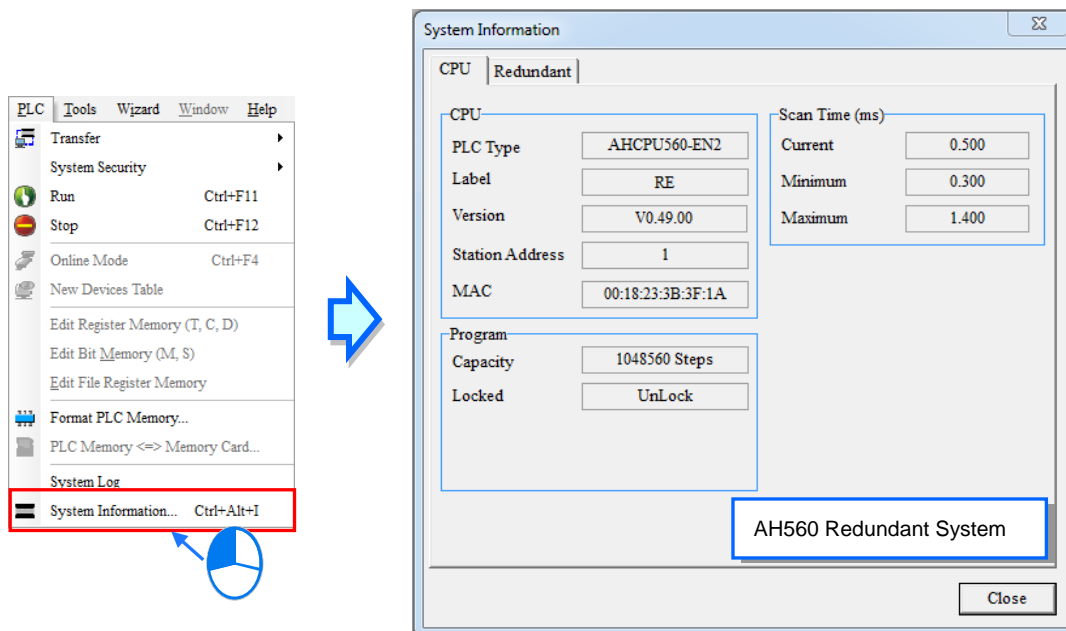 PLC Tools Wizard Window Help
Transfer
System Security
Run Ctrl+F11
Stop Ctrl+F12
Online Mode Ctrl+F4
New Devices Table
Edit Register Memory (T, C, D)
Edit Bit Memory (M, S)
Edit File Register Memory
Format PLC Memory...
PLC Memory <=> Memory Card...
System Log
System Information... Ctrl+Alt+I
System Information
CPU Redundant
CPU
PLC Type AHCPU560-EN2
Label RE
Version V0.49.00
Station Address 1
MAC 00:18:23:3B:3F:1A
Program
Capacity 1048560 Steps
Locked UnLock
Scan Time (ms)
Current 0.500
Minimum 0.300
Maximum 1.400
AH560 Redundant System
Close